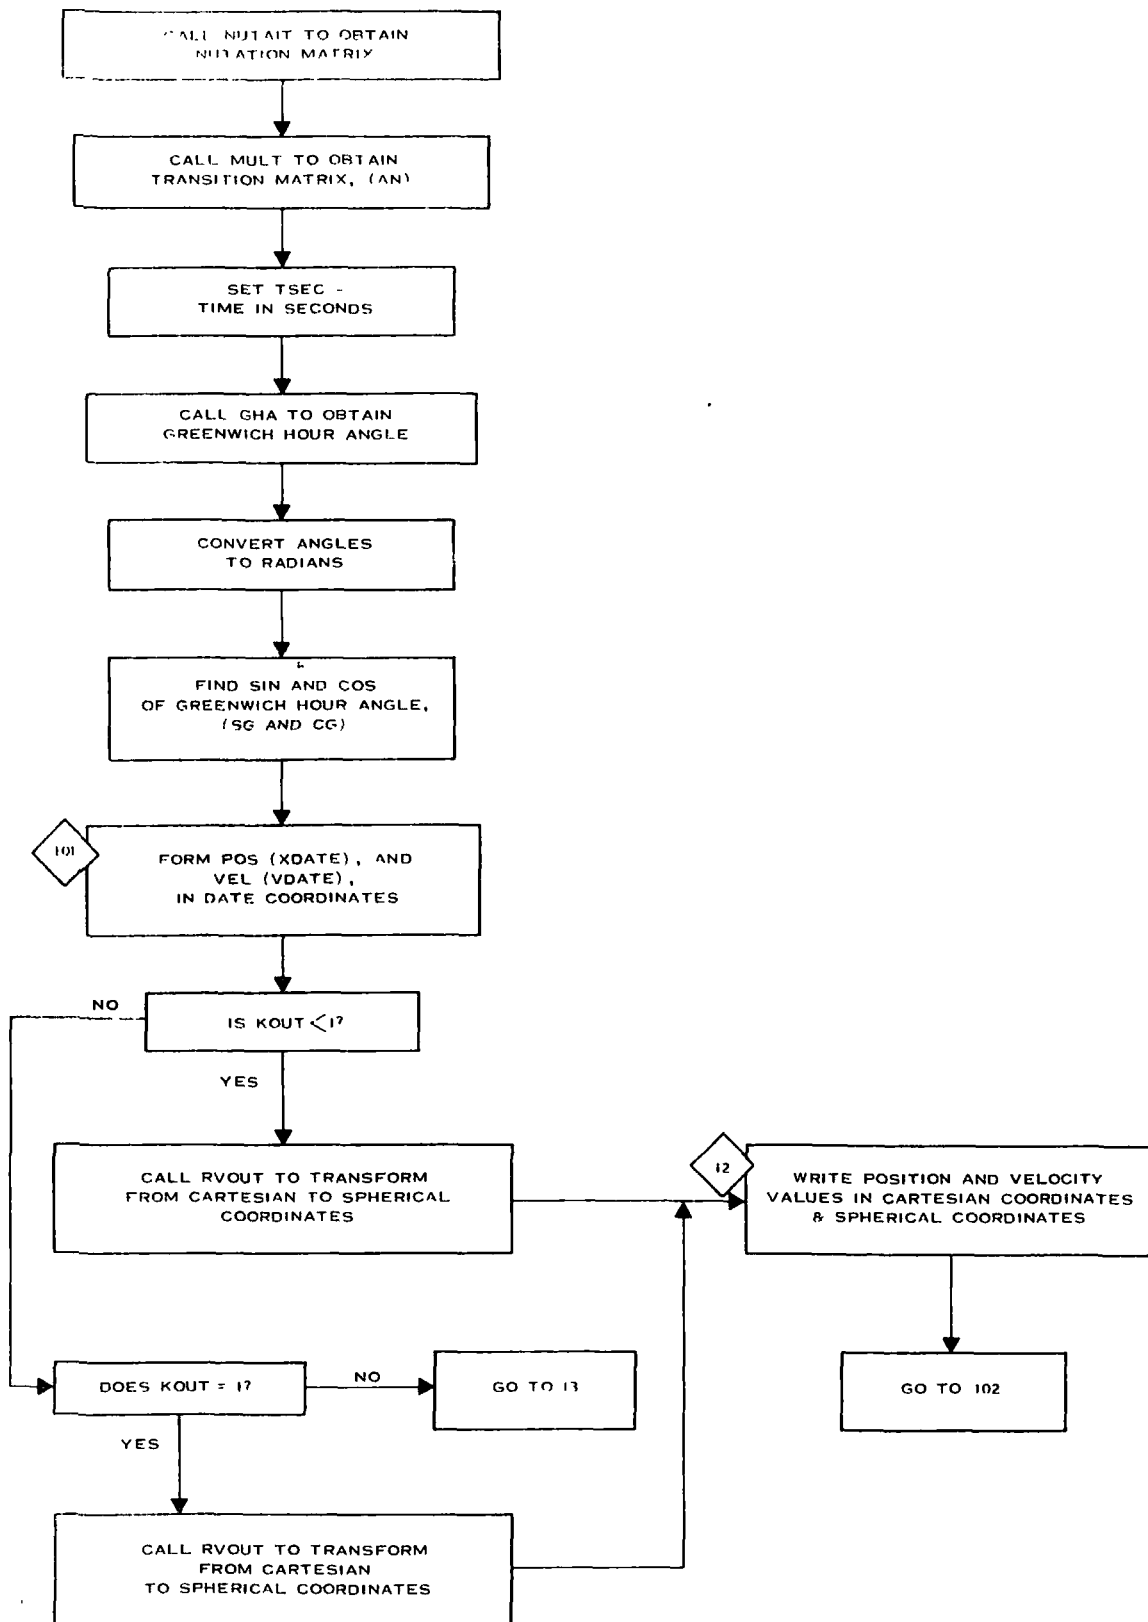 CALL NUTAIT TO OBTAIN
NUTATION MATRIX
CALL MULT TO OBTAIN
TRANSITION MATRIX, (AN)
SET TSEC -
TIME IN SECONDS
CALL GHA TO OBTAIN
GREENWICH HOUR ANGLE
CONVERT ANGLES
TO RADIANS
FIND SIN AND COS
OF GREENWICH HOUR ANGLE,
(SG AND CG)
101
FORM POS (XDATE), AND
VEL (VDATE),
IN DATE COORDINATES
NO
IS KOUT < 1?
YES
CALL RVOUT TO TRANSFORM
FROM CARTESIAN TO SPHERICAL
COORDINATES
12
WRITE POSITION AND VELOCITY
VALUES IN CARTESIAN COORDINATES
& SPHERICAL COORDINATES
DOES KOUT = 1?
NO
GO TO 13
GO TO 102
YES
CALL RVOUT TO TRANSFORM
FROM CARTESIAN
TO SPHERICAL COORDINATES